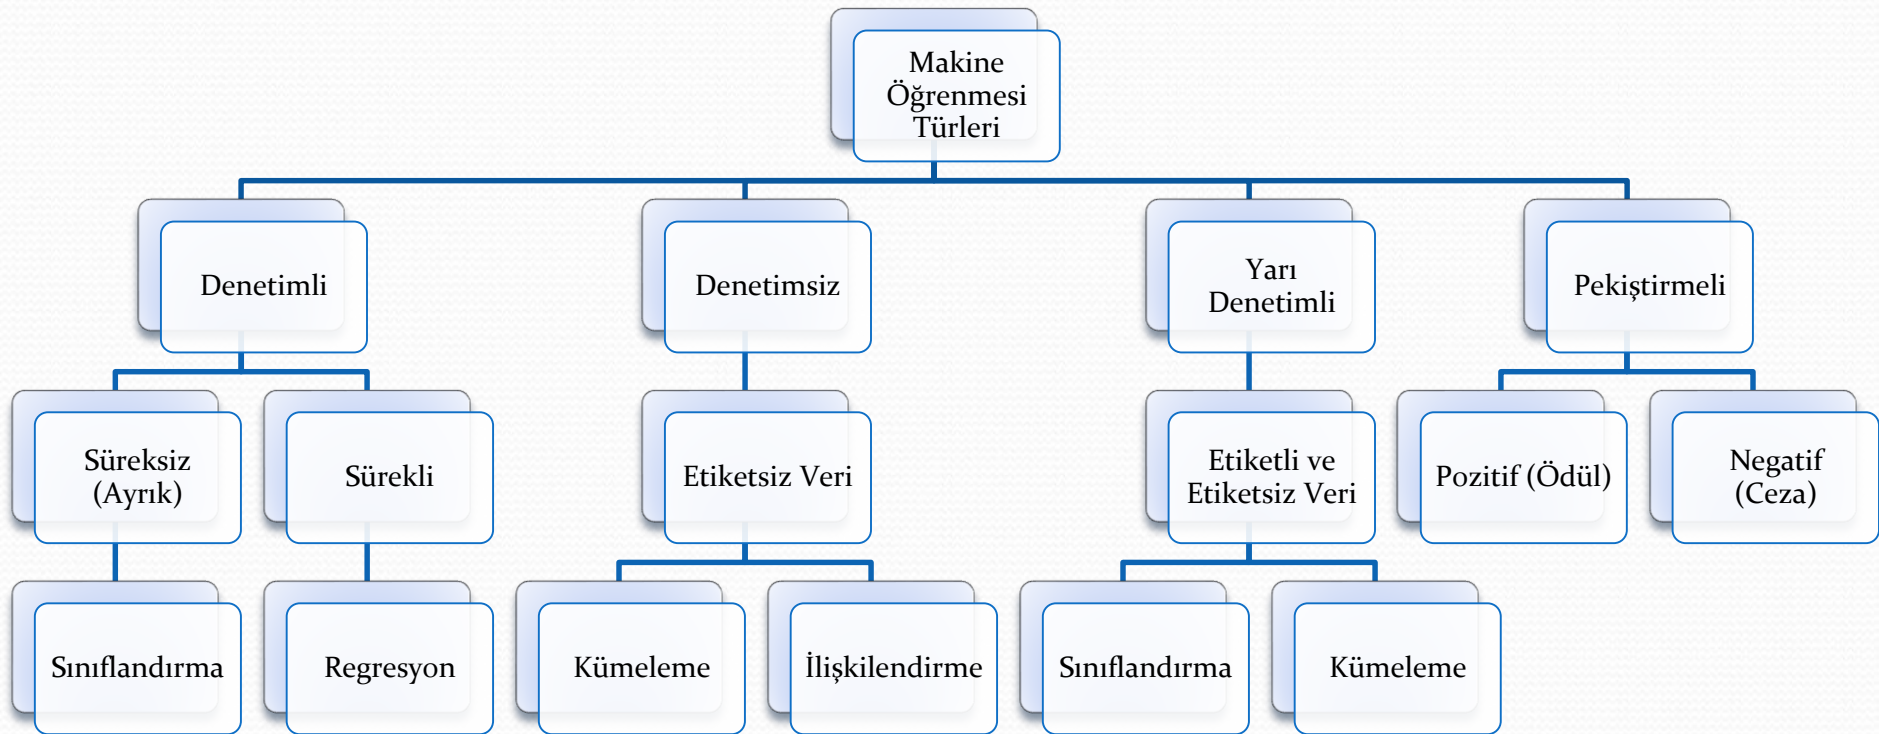 Makine
Öğrenmesi
Türleri
Denetimli
Denetimsiz
Yarı
Denetimli
Pekiştirmeli
Süreksiz
(Ayrık)
Sürekli
Etiketsiz Veri
Etiketli ve
Etiketsiz Veri
Pozitif (Ödül)
Negatif
(Ceza)
Sınıflandırma
Regresyon
Kümeleme
İlişkilendirme
Sınıflandırma
Kümeleme